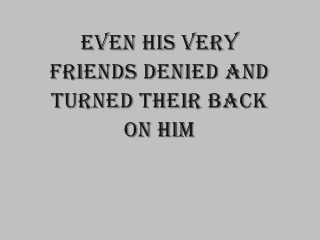 EVEN HIS VERY
FRIENDS DENIED AND
TURNED THEIR BACK
ON HIM